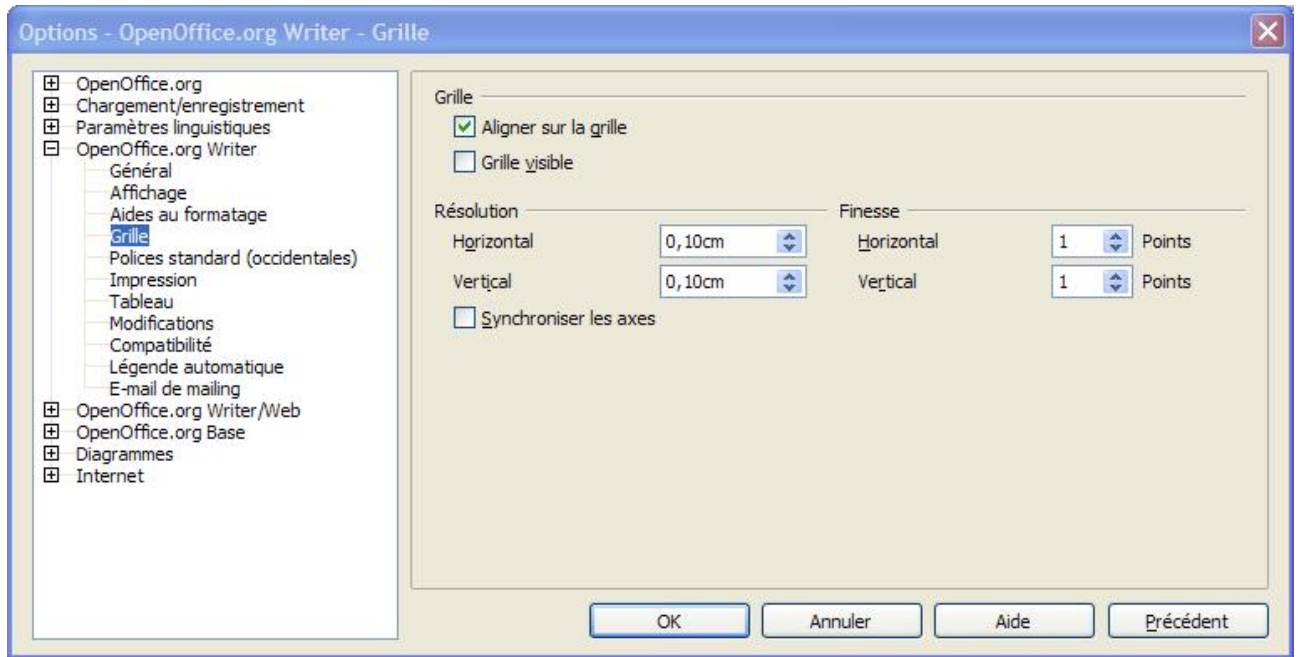 Options - OpenOffice.org Writer - Grille
OpenOffice.org
Chargement/enregistrement
Paramètres linguistiques
OpenOffice.org Writer
Général
Affichage
Aides au formatage
Grille
Polices standard (occidentales)
Impression
Tableau
Modifications
Compatibilité
Légende automatique
E-mail de mailing
OpenOffice.org Writer/Web
OpenOffice.org Base
Diagrammes
Internet
Grille
Aligner sur la grille
Grille visible
Résolution
Horizontal 0,10cm
Vertical 0,10cm
Synchroniser les axes
Finesse
Horizontal 1 Points
Vertical 1 Points
OK Annuler Aide Précédent